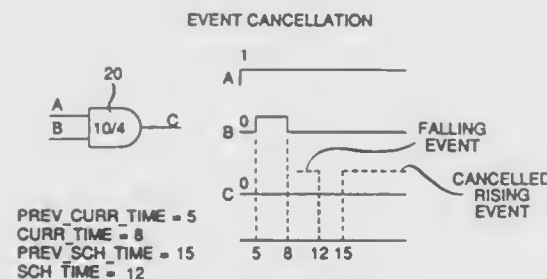 EVENT CANCELLATION
20
A
B
10/4
C
1
A
0
B
FALLING
EVENT
0
C
CANCELLED
RISING
EVENT
5 8 12 15
PREV_CURR_TIME = 5
CURR_TIME = 8
PREV_SCH_TIME = 15
SCH_TIME = 12